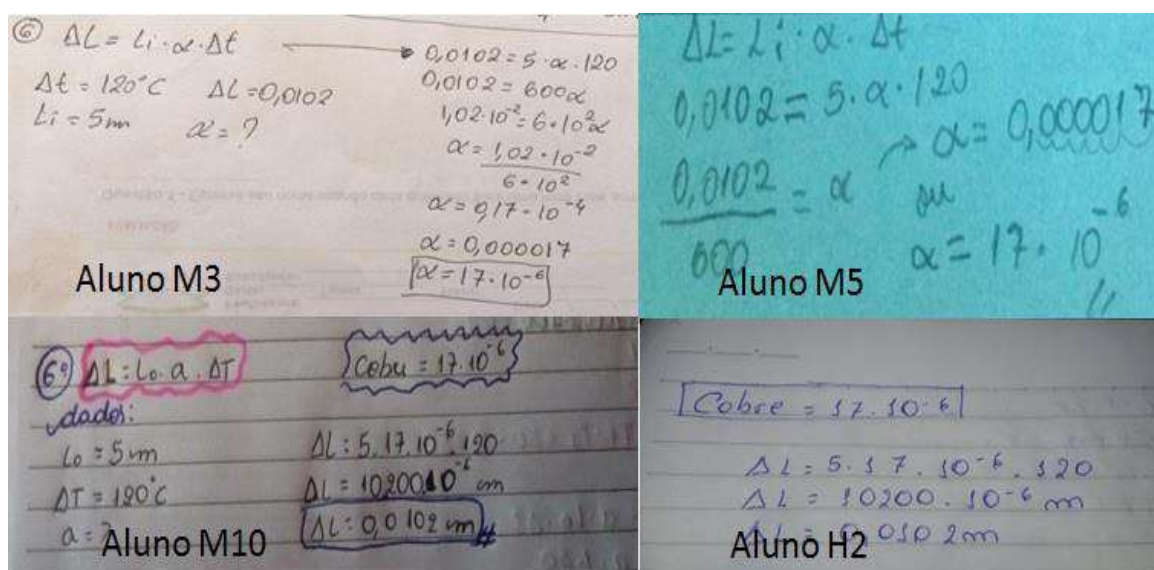 ⑥ ΔL = Li · α · Δt
Δt = 120°C ΔL = 0,0102
Li = 5m α = ?
0,0102 = 5 · α · 120
0,0102 = 600α
1,02 · 10⁻² = 6 · 10²α
α = 1,02 · 10⁻²
6 · 10²
α = 0,17 · 10⁻⁴
α = 0,000017
α = 17 · 10⁻⁶
Aluno M3
ΔL = Li · α · Δt
0,0102 = 5 · α · 120
0,0102 = α
600
→ α = 0,000017
ou
α = 17 · 10⁻⁶
Aluno M5
6º ΔL : Lo . a . ΔT
Cebu = 17.10⁻⁶
dados:
Lo = 5 m
ΔT = 120°C
a = ?
ΔL : 5.17.10⁻⁶.120
ΔL = 10200.10⁻⁶ m
ΔL : 0,0102 m
Aluno M10
Cobre = 17.10⁻⁶
ΔL = 5 . 17 . 10⁻⁶ . 120
ΔL = 10200 . 10⁻⁶ m
ΔL = 0,0102m
Aluno H2